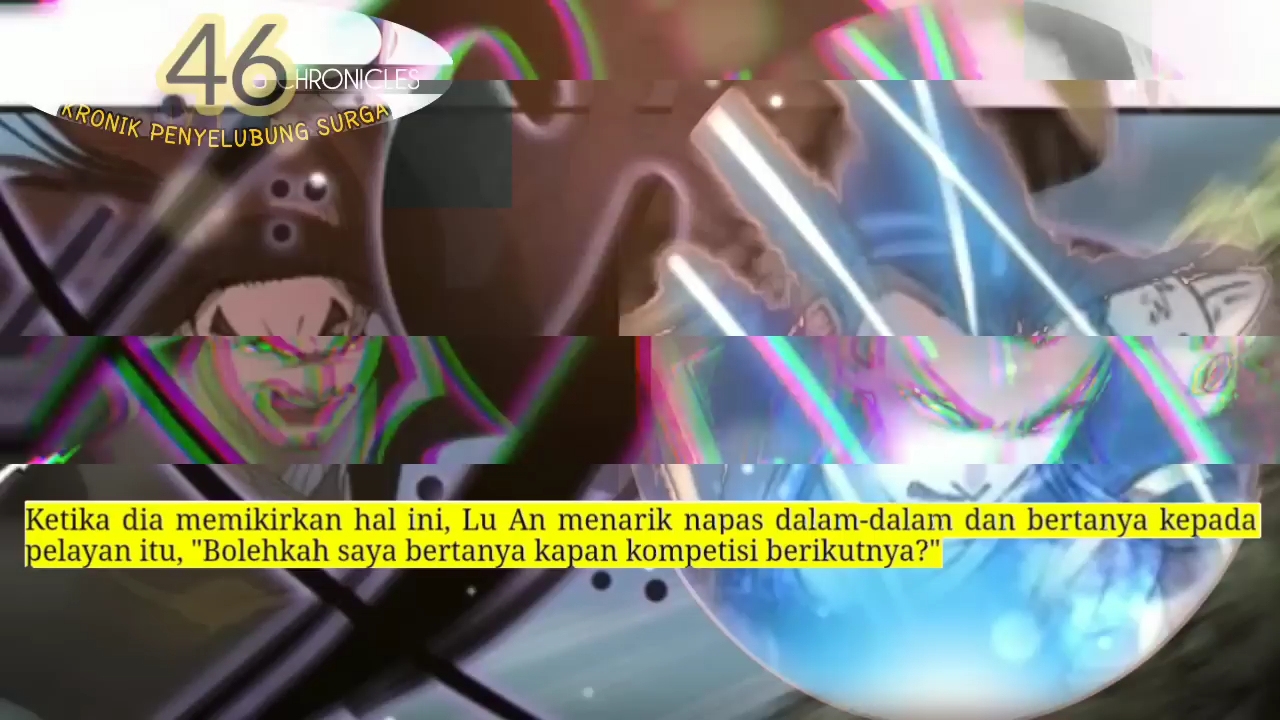 46
CHRONICLES
KRONIK PENYELUBUNG SURGA
Ketika dia memikirkan hal ini, Lu An menarik napas dalam-dalam dan bertanya kepada
pelayan itu, "Bolehkah saya bertanya kapan kompetisi berikutnya?"